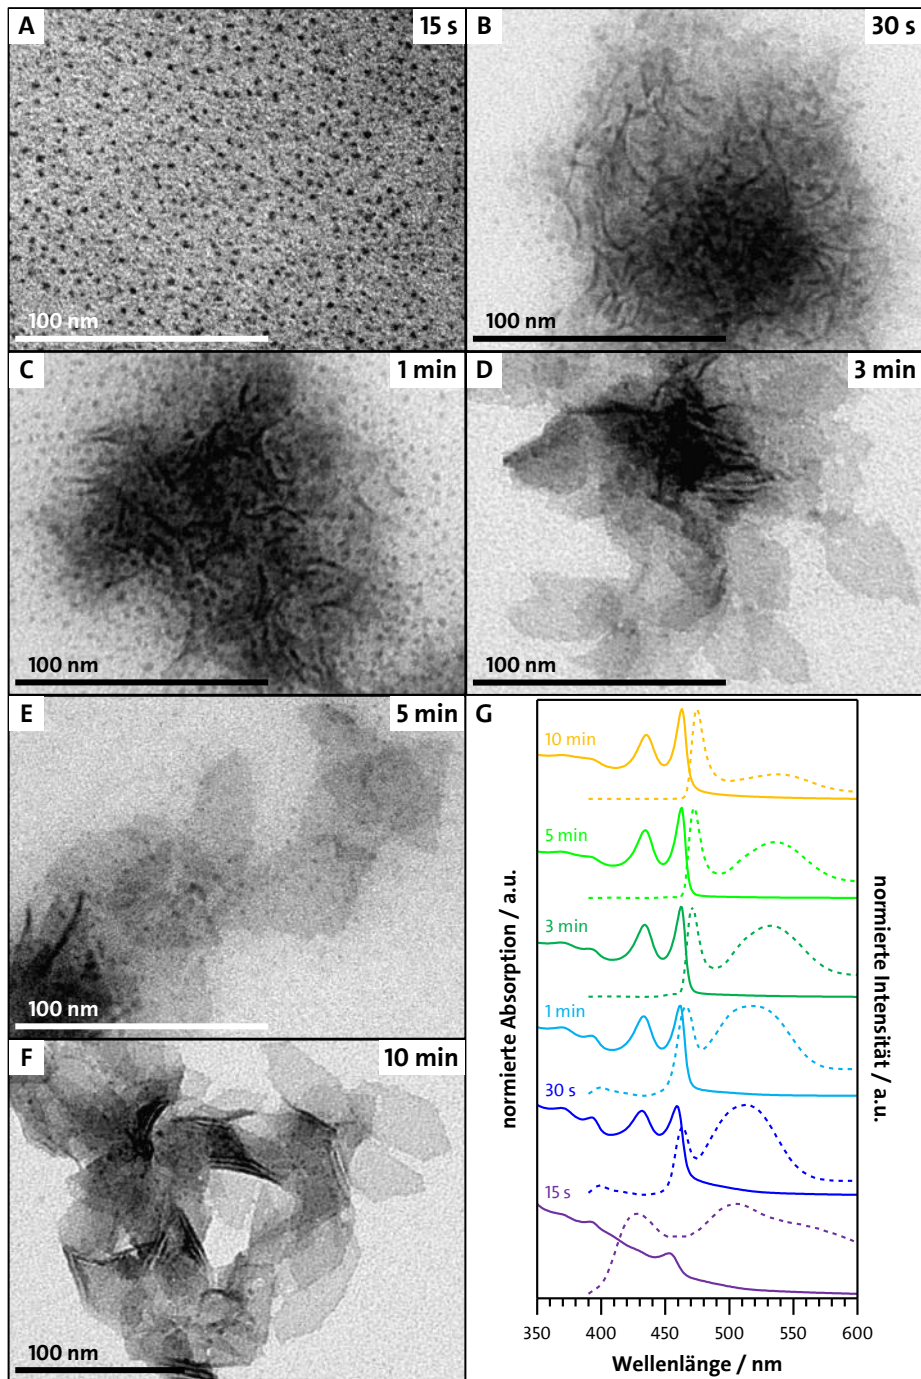 A
15 s
100 nm
B
30 s
100 nm
C
1 min
100 nm
D
3 min
100 nm
E
5 min
100 nm
F
10 min
100 nm
G
10 min
5 min
3 min
1 min
30 s
15 s
normierte Absorption / a.u.
normierte Intensität / a.u.
350 400 450 500 550 600
Wellenlänge / nm